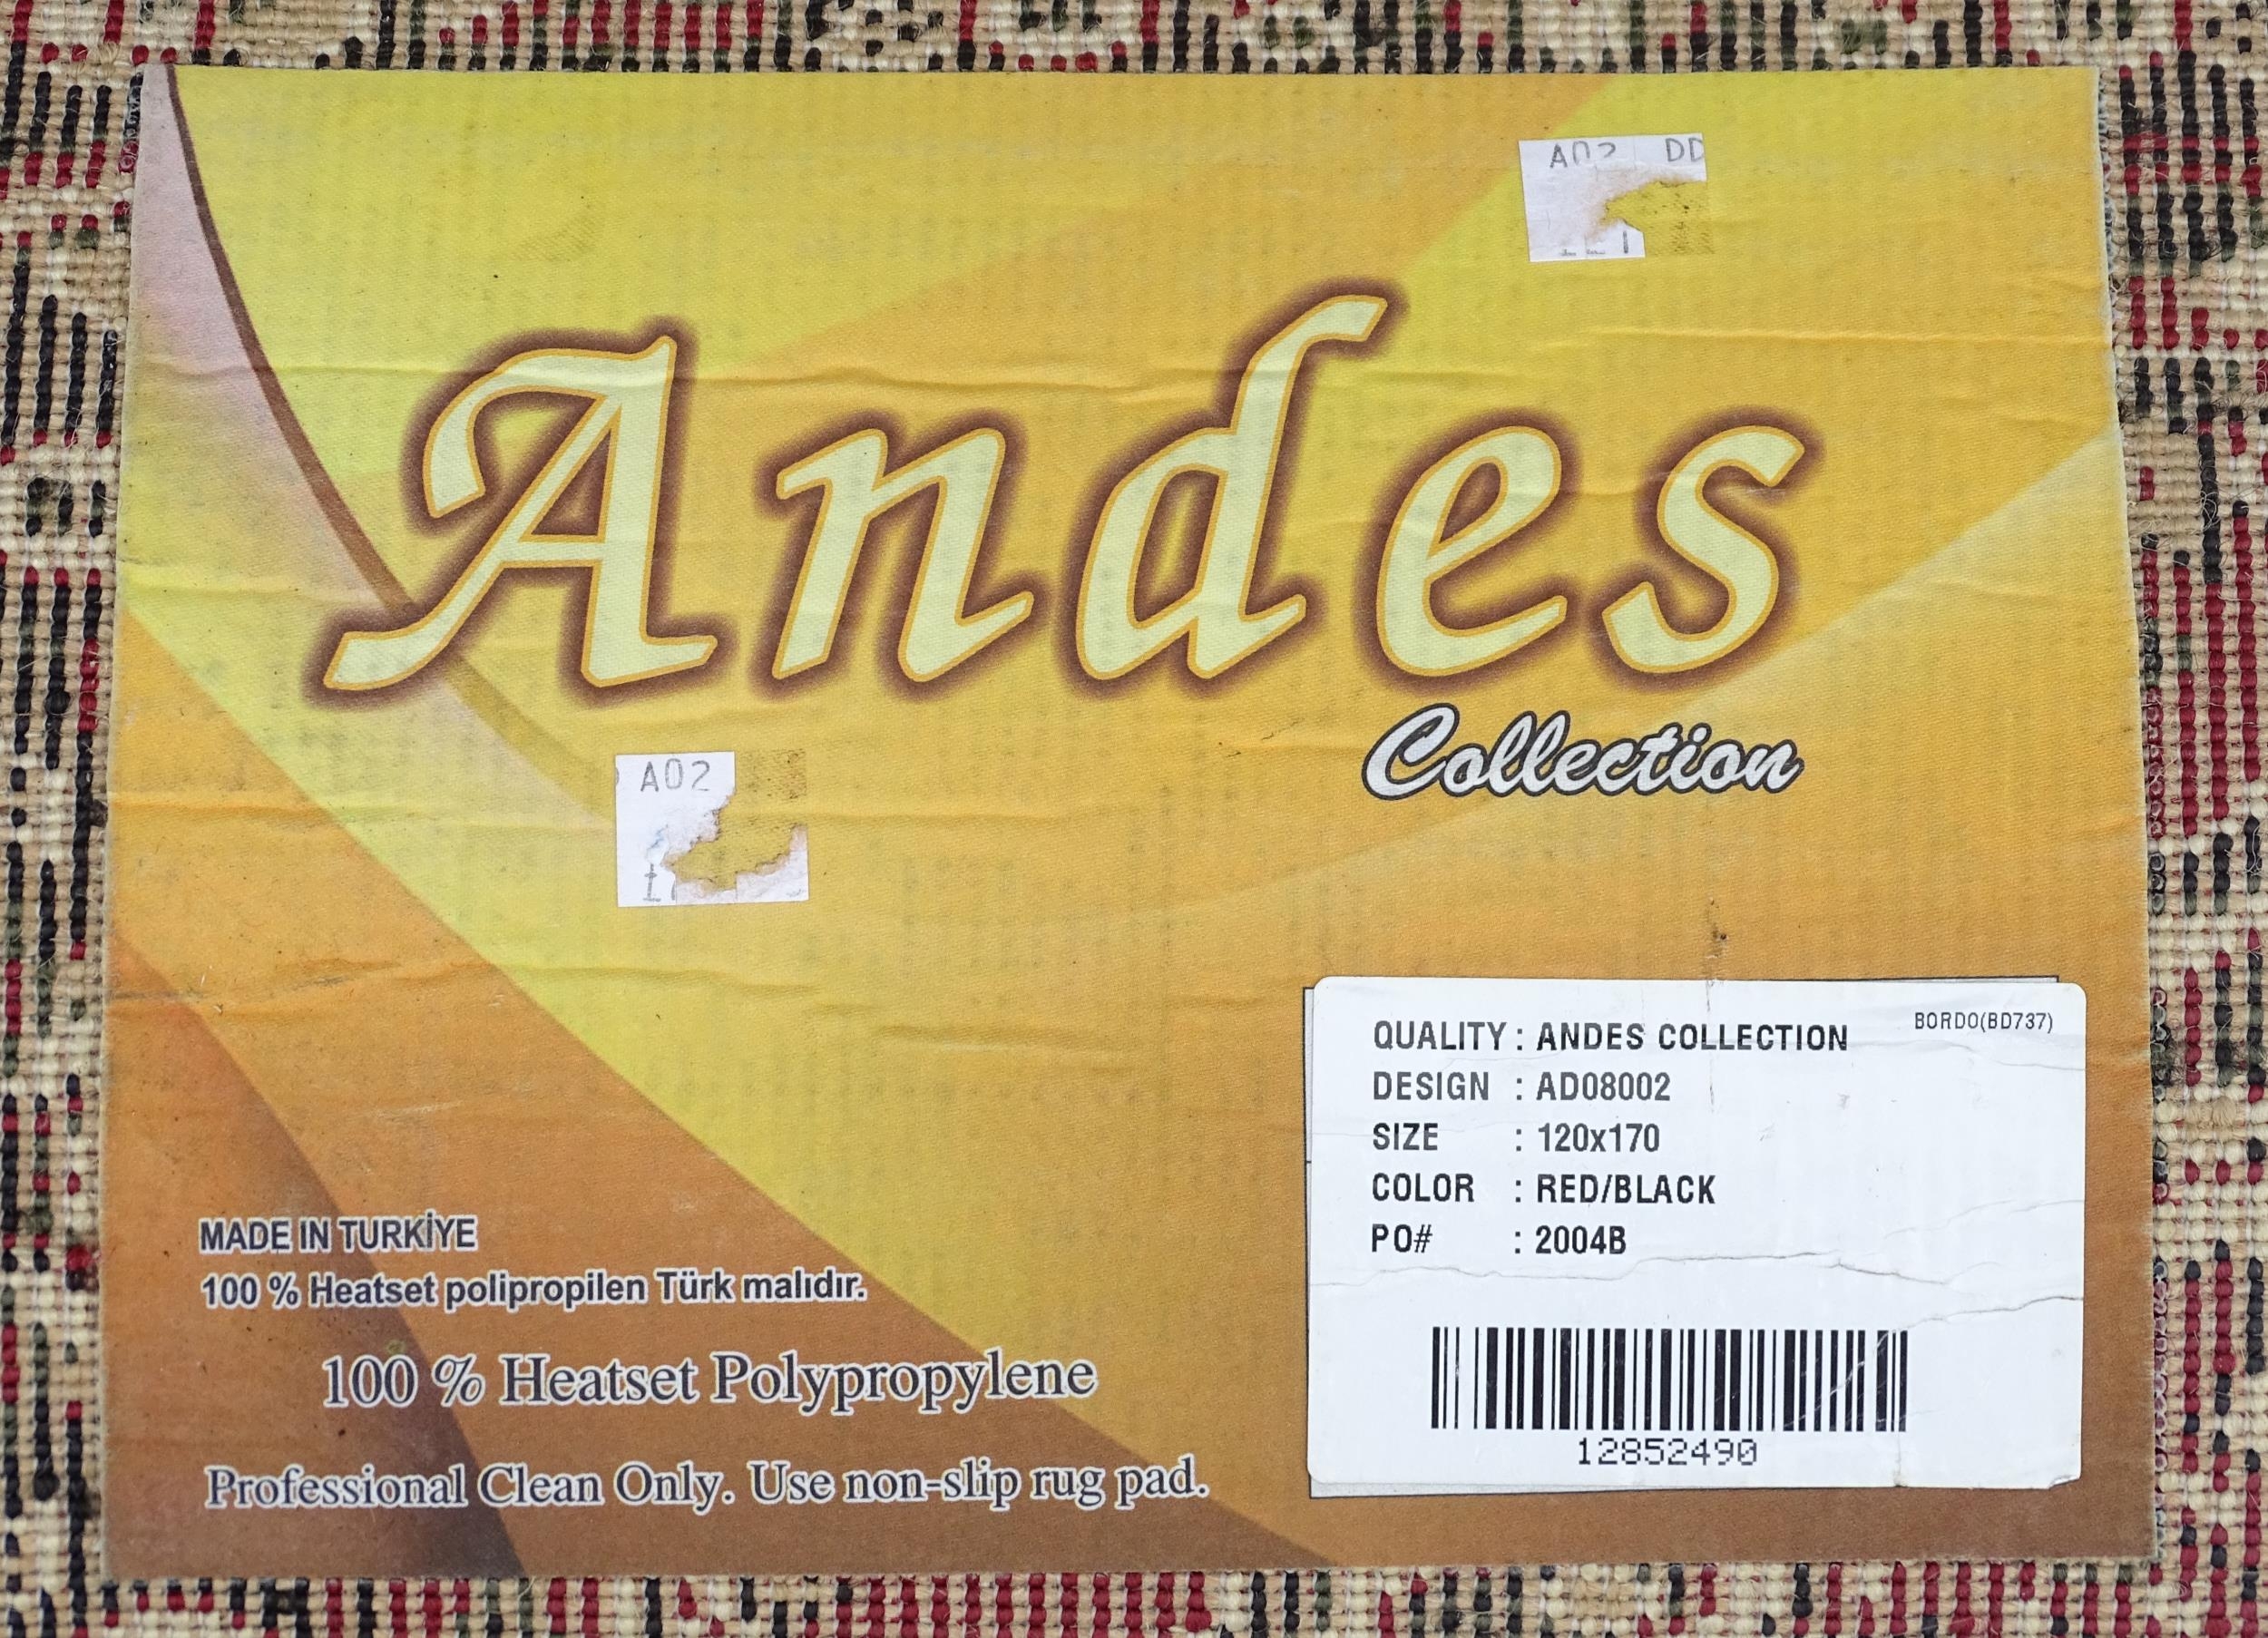 A02 DD
Andes
Collection
A02
QUALITY : ANDES COLLECTION
BORDO(BD737)
DESIGN : AD08002
SIZE : 120x170
COLOR : RED/BLACK
PO# : 2004B
12852490
MADE IN TURKİYE
100 % Heatset polipropilen Türk malıdır.
100 % Heatset Polypropylene
Professional Clean Only. Use non-slip rug pad.